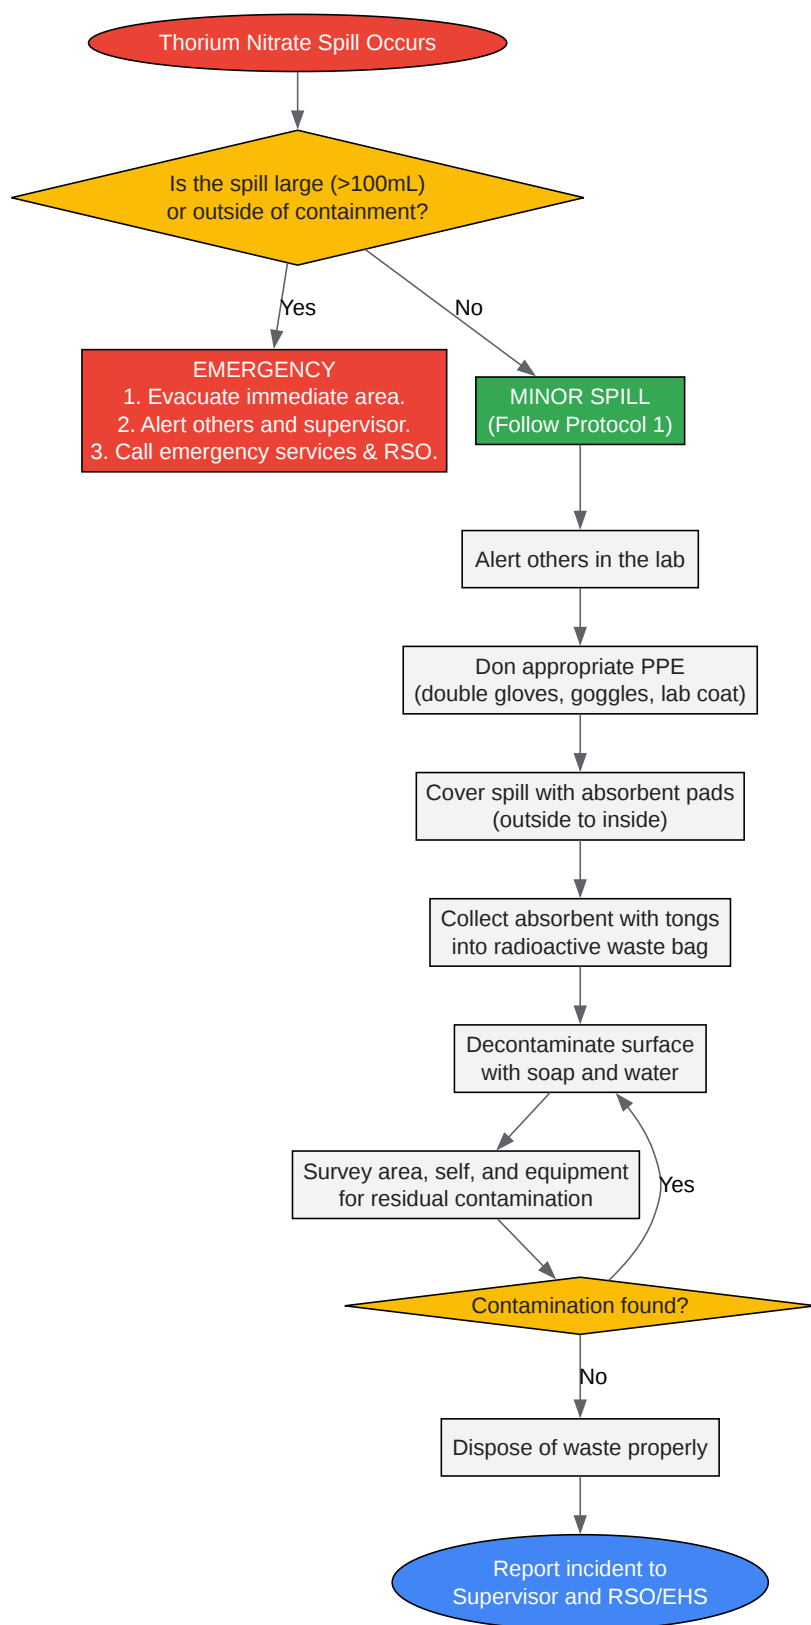 Thorium Nitrate Spill Occurs
Is the spill large (>100mL)
or outside of containment?
Yes
No
EMERGENCY
1. Evacuate immediate area.
2. Alert others and supervisor.
3. Call emergency services & RSO.
MINOR SPILL
(Follow Protocol 1)
Alert others in the lab
Don appropriate PPE
(double gloves, goggles, lab coat)
Cover spill with absorbent pads
(outside to inside)
Collect absorbent with tongs
into radioactive waste bag
Decontaminate surface
with soap and water
Survey area, self, and equipment
for residual contamination
Yes
Contamination found?
No
Dispose of waste properly
Report incident to
Supervisor and RSO/EHS